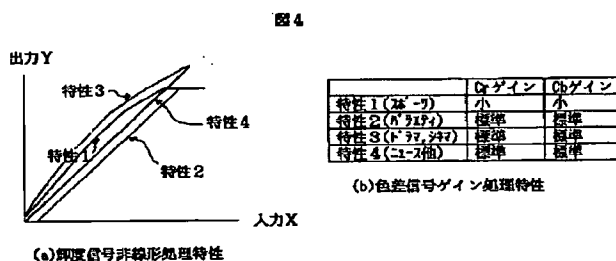 図4
出力Y
特性3
特性4
特性1
特性2
入力X
(a)輝度信号非線形処理特性
Crゲイン Cbゲイン
特性1(スポーツ) 小 小
特性2(バラエティ) 標準 標準
特性3(ドラマ,シネマ) 標準 標準
特性4(ニュース他) 標準 標準
(b)色差信号ゲイン処理特性